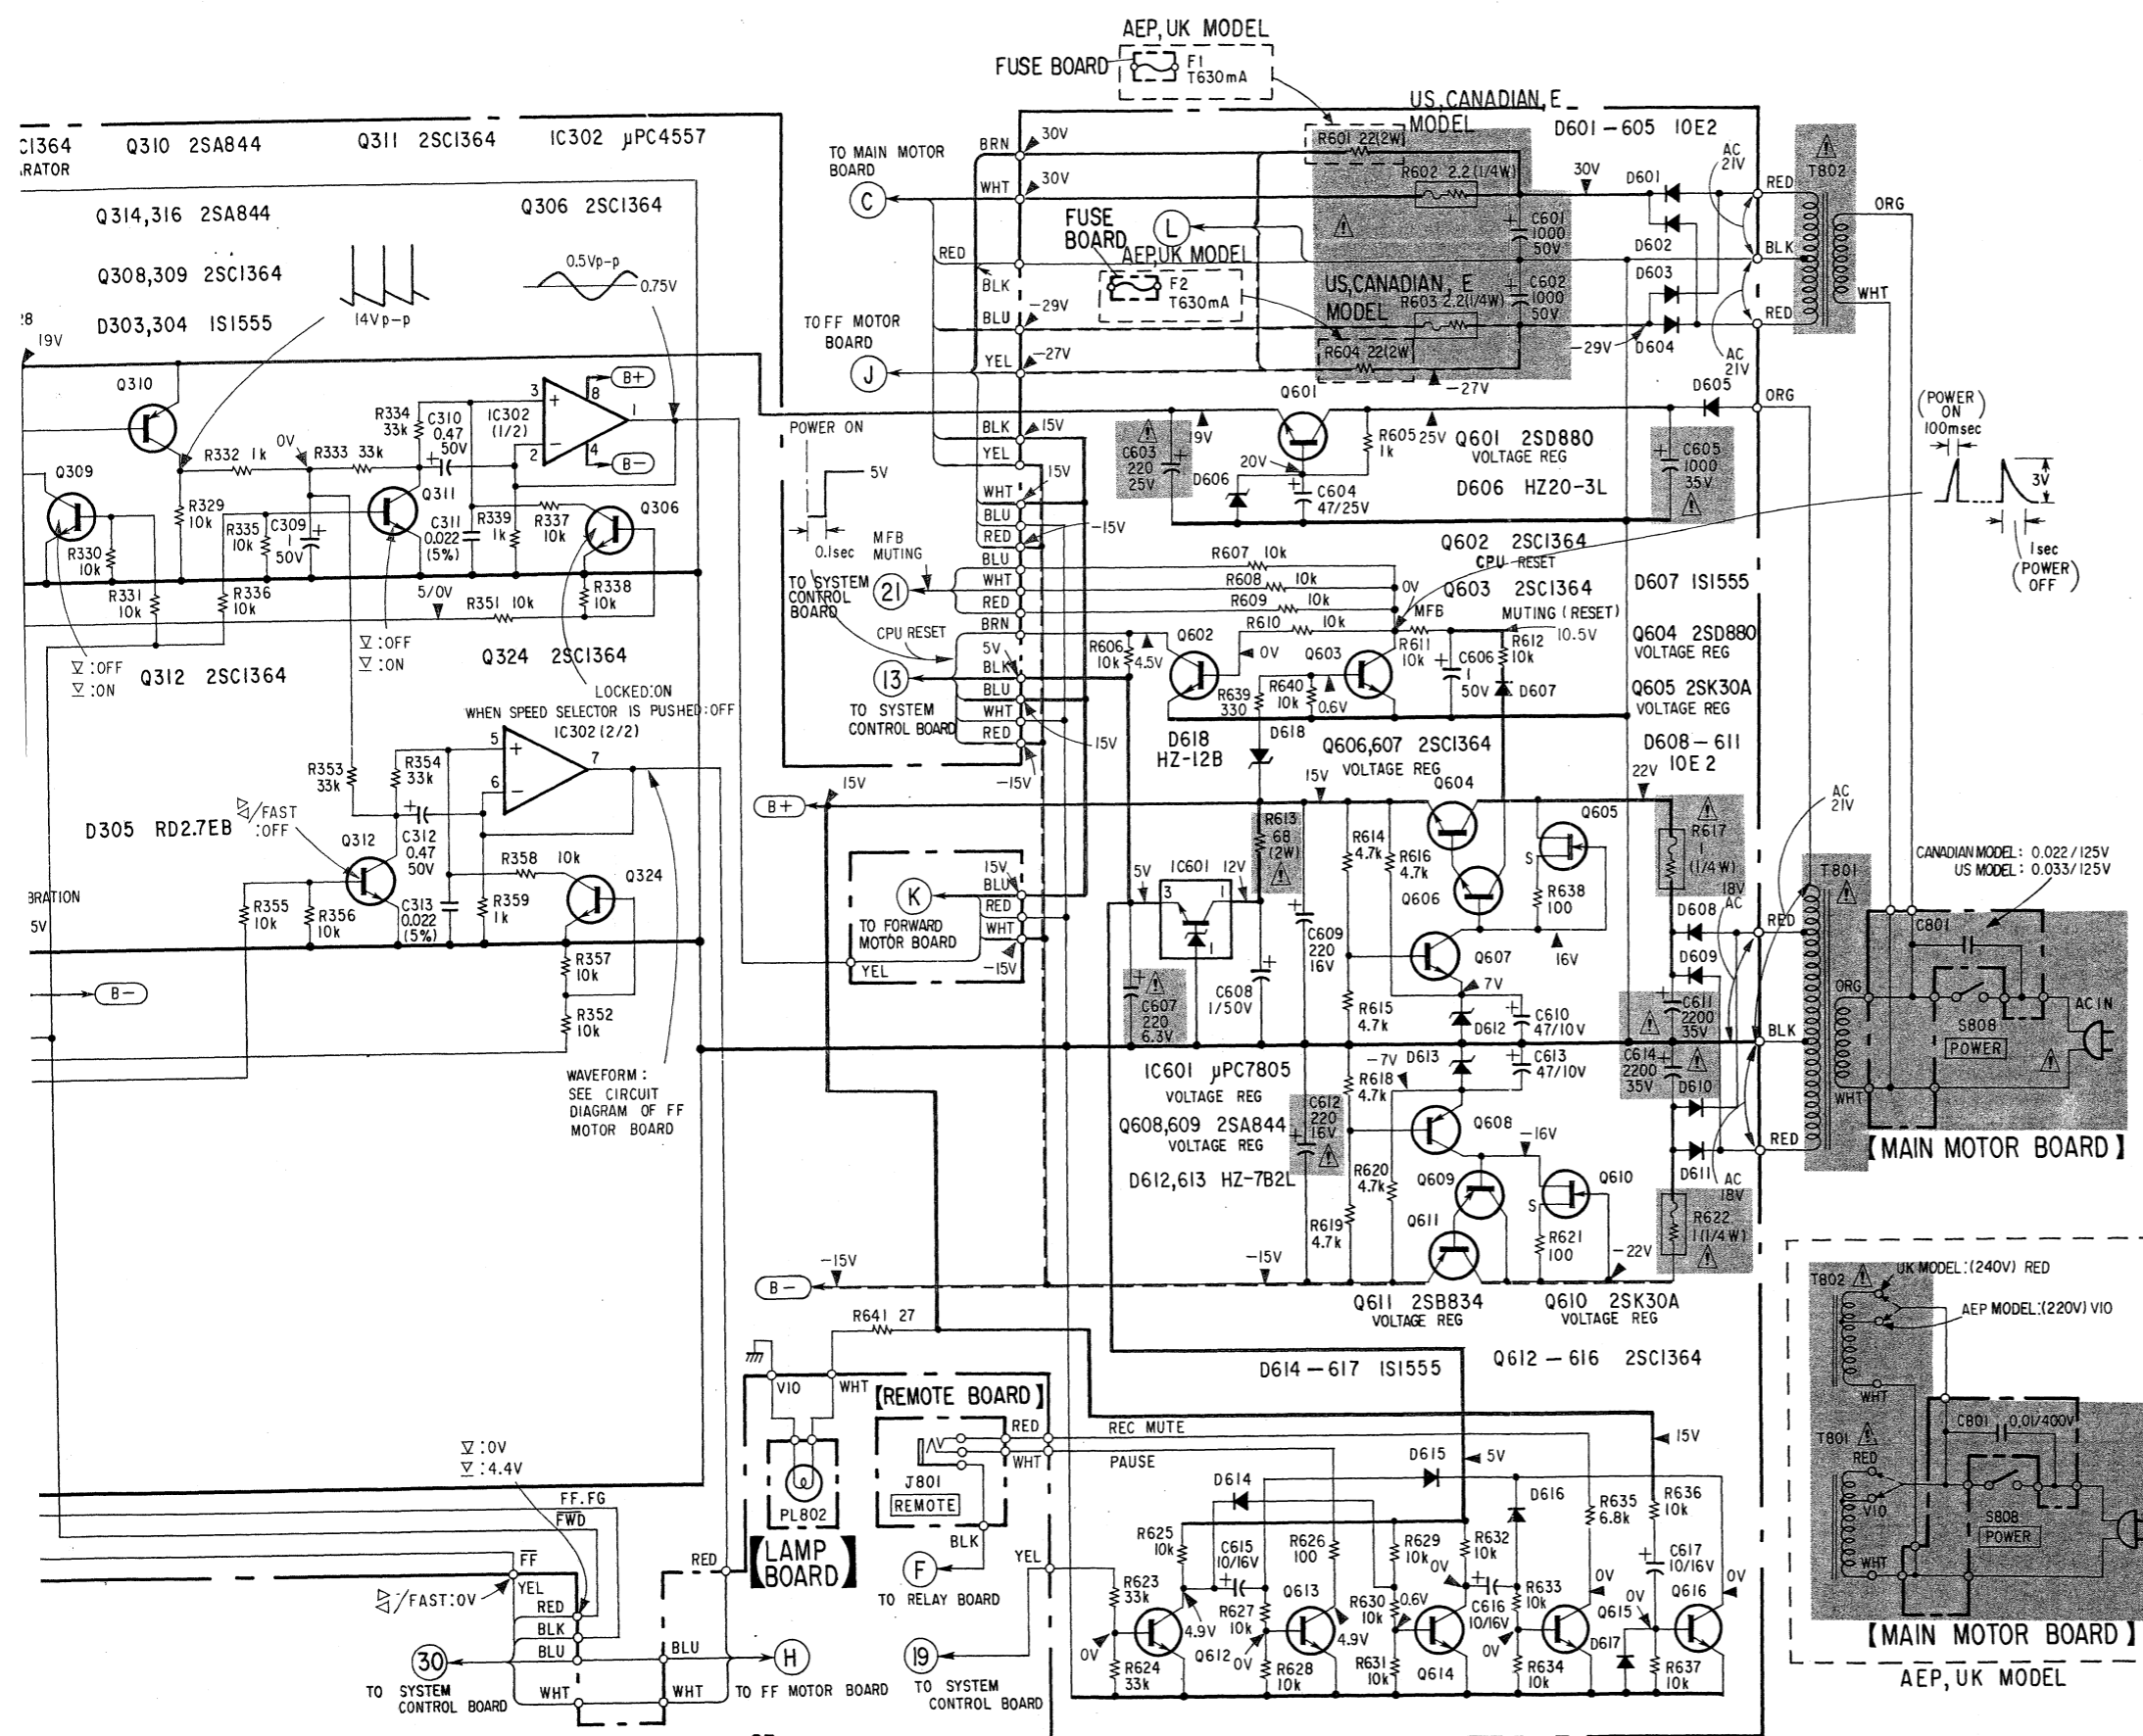 AEP, UK MODEL
FUSE BOARD
F1
T630mA
US, CANADIAN, E
MODEL
R601 22(2W)
R602 2.2 (1/4W)
D601-605 10E2
C1364
RATOR
Q310 2SA844
Q311 2SC1364
IC302 μPC4557
Q314,316 2SA844
Q306 2SC1364
Q308,309 2SC1364
D303,304 1S1555
14Vp-p
0.5Vp-p
0.75V
28
19V
TO MAIN MOTOR
BOARD
C
BRN
30V
WHT
30V
RED
BLK
BLU
-29V
YEL
-27V
TO FF MOTOR
BOARD
J
FUSE
BOARD
L
AEP,UK MODEL
F2
T630mA
US,CANADIAN, E
MODEL
R603 2.2(1/4W)
R604 22(2W
-27V
C601
1000
50V
C602
1000
50V
30V
D601
D602
D603
D604
-29V
AC
21V
RED
BLK
RED
AC
21V
T802
ORG
WHT
D605
ORG
Q310
Q309
R332 1k
0V
R333 33k
R334
33k
C310
0.47
50V
IC302
(1/2)
3
8
B+
1
2
4
B-
R329
10k
R330
10k
R331
10k
R335
10k
C309
1
50V
R336
10k
Q311
C311
0.022
(5%)
R339
1k
R337
10k
Q306
R338
10k
5/0V
R351 10k
:OFF
:ON
:OFF
:ON
Q312 2SC1364
Q324 2SC1364
LOCKED:ON
WHEN SPEED SELECTOR IS PUSHED:OFF
IC302(2/2)
POWER ON
5V
0.1sec
MFB
MUTING
TO SYSTEM
CONTROL
BOARD
21
CPU RESET
13
TO SYSTEM
CONTROL BOARD
BLK
15V
YEL
15V
WHT
BLU
-15V
RED
BLU
WHT
RED
BRN
5V
BLK
BLU
WHT
15V
RED
-15V
C603
220
25V
19V
Q601
20V
D606
C604
47/25V
R605
1k
25V
Q601 2SD880
VOLTAGE REG
D606 HZ20-3L
C605
1000
35V
(POWER)
ON
100msec
3V
1sec
(POWER)
OFF
R607 10k
R608 10k
R609 10k
R610 10k
Q602 2SC1364
CPU RESET
Q603 2SC1364
D607 1S1555
0V
MFB
MUTING (RESET)
10.5V
R606
10k
4.5V
Q602
0V
Q603
R611
10k
C606
1
50V
R612
10k
D607
R639
330
R640
10k
0.6V
D618
D618
HZ-12B
Q604 2SD880
VOLTAGE REG
Q605 2SK30A
VOLTAGE REG
Q606,607 2SC1364
VOLTAGE REG
D608-611
10E2
R353
33k
R354
33k
5
6
7
/FAST
:OFF
D305 RD2.7EB
Q312
C312
0.47
50V
R358 10k
Q324
R359
1k
C313
0.022
(5%)
R355
10k
R356
10k
BRATION
5V
R357
10k
R352
10k
B-
WAVEFORM:
SEE CIRCUIT
DIAGRAM OF FF
MOTOR BOARD
B+
15V
K
TO FORWARD
MOTOR BOARD
15V
BLU
RED
WHT
-15V
YEL
15V
Q604
22V
Q605
S
R613
68
(2W)
R614
4.7k
R616
4.7k
Q606
R638
100
R617
1
(1/4W)
5V
IC601
12V
3
1
C609
220
16V
Q607
16V
7V
C607
220
6.3V
C608
1/50V
R615
4.7k
D612
C610
47/10V
18V
AC
AC
21V
D608
D609
RED
BLK
C611
2200
35V
C614
2200
35V
D610
D611
RED
AC
18V
T801
CANADIAN MODEL: 0.022/125V
US MODEL: 0.033/125V
C801
ORG
WHT
S808
POWER
AC IN
【MAIN MOTOR BOARD】
IC601 μPC7805
VOLTAGE REG
Q608,609 2SA844
VOLTAGE REG
D612,613 HZ-7B2L
C612
220
16V
-7V
R618
4.7k
D613
C613
47/10V
Q608
-16V
R620
4.7k
Q609
Q610
S
R619
4.7k
Q611
R621
100
-22V
R622
1(1/4W)
B-
-15V
-15V
Q611 2SB834
VOLTAGE REG
Q610 2SK30A
VOLTAGE REG
R641 27
VIO
WHT
PL802
【LAMP
BOARD】
【REMOTE BOARD】
J801
REMOTE
RED
WHT
BLK
F
TO RELAY BOARD
REC MUTE
PAUSE
D614-617 1S1555
Q612-616 2SC1364
D614
D615
5V
D616
15V
R625
10k
C615
10/16V
R626
100
R629
10k
R632
10k
R635
6.8k
R636
10k
C617
10/16V
YEL
R623
33k
R624
33k
0V
4.9V
R627
10k
Q612
0V
Q613
R628
10k
4.9V
R630
10k
0.6V
R631
10k
0V
C616
10/16V
Q614
0V
R633
10k
R634
10k
0V
Q615
D617
0V
R637
10k
Q616
0V
19
TO SYSTEM
CONTROL BOARD
:0V
:4.4V
FF.FG
FWD
FF
YEL
/FAST:0V
RED
BLK
BLU
WHT
RED
BLU
WHT
30
TO SYSTEM
CONTROL BOARD
H
TO FF MOTOR BOARD
T802
UK MODEL:(240V) RED
AEP MODEL:(220V) VIO
WHT
T801
RED
VIO
WHT
C801 0.01/400V
S808
POWER
【MAIN MOTOR BOARD】
AEP, UK MODEL